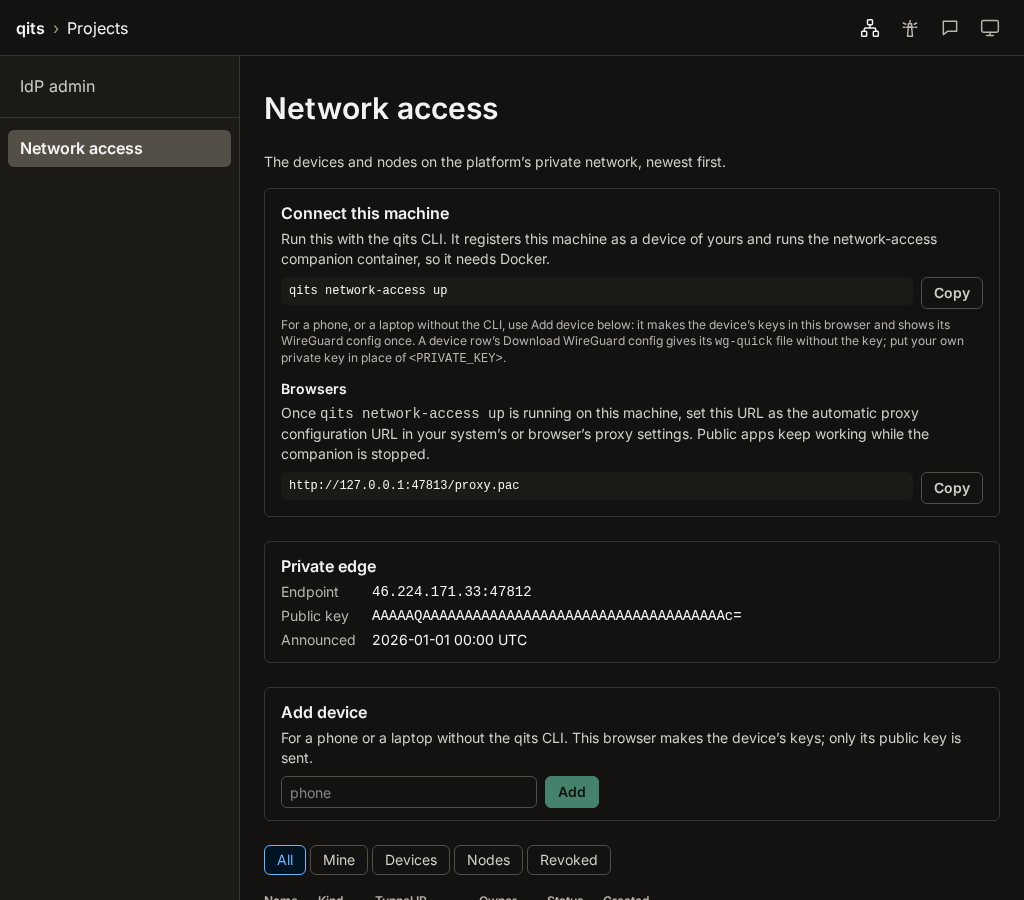 qits › Projects
IdP admin
Network access
Network access
The devices and nodes on the platform’s private network, newest first.
Connect this machine
Run this with the qits CLI. It registers this machine as a device of yours and runs the network-access
companion container, so it needs Docker.
qits network-access up
Copy
For a phone, or a laptop without the CLI, use Add device below: it makes the device’s keys in this browser and shows its
WireGuard config once. A device row’s Download WireGuard config gives its wg-quick file without the key; put your own
private key in place of <PRIVATE_KEY>.
Browsers
Once qits network-access up is running on this machine, set this URL as the automatic proxy
configuration URL in your system’s or browser’s proxy settings. Public apps keep working while the
companion is stopped.
http://127.0.0.1:47813/proxy.pac
Copy
Private edge
Endpoint 46.224.171.33:47812
Public key AAAAAQAAAAAAAAAAAAAAAAAAAAAAAAAAAAAAAAAAAAc=
Announced 2026-01-01 00:00 UTC
Add device
For a phone or a laptop without the qits CLI. This browser makes the device’s keys; only its public key is
sent.
phone
Add
All Mine Devices Nodes Revoked
Name Kind Tunnel IP Owner Status Created